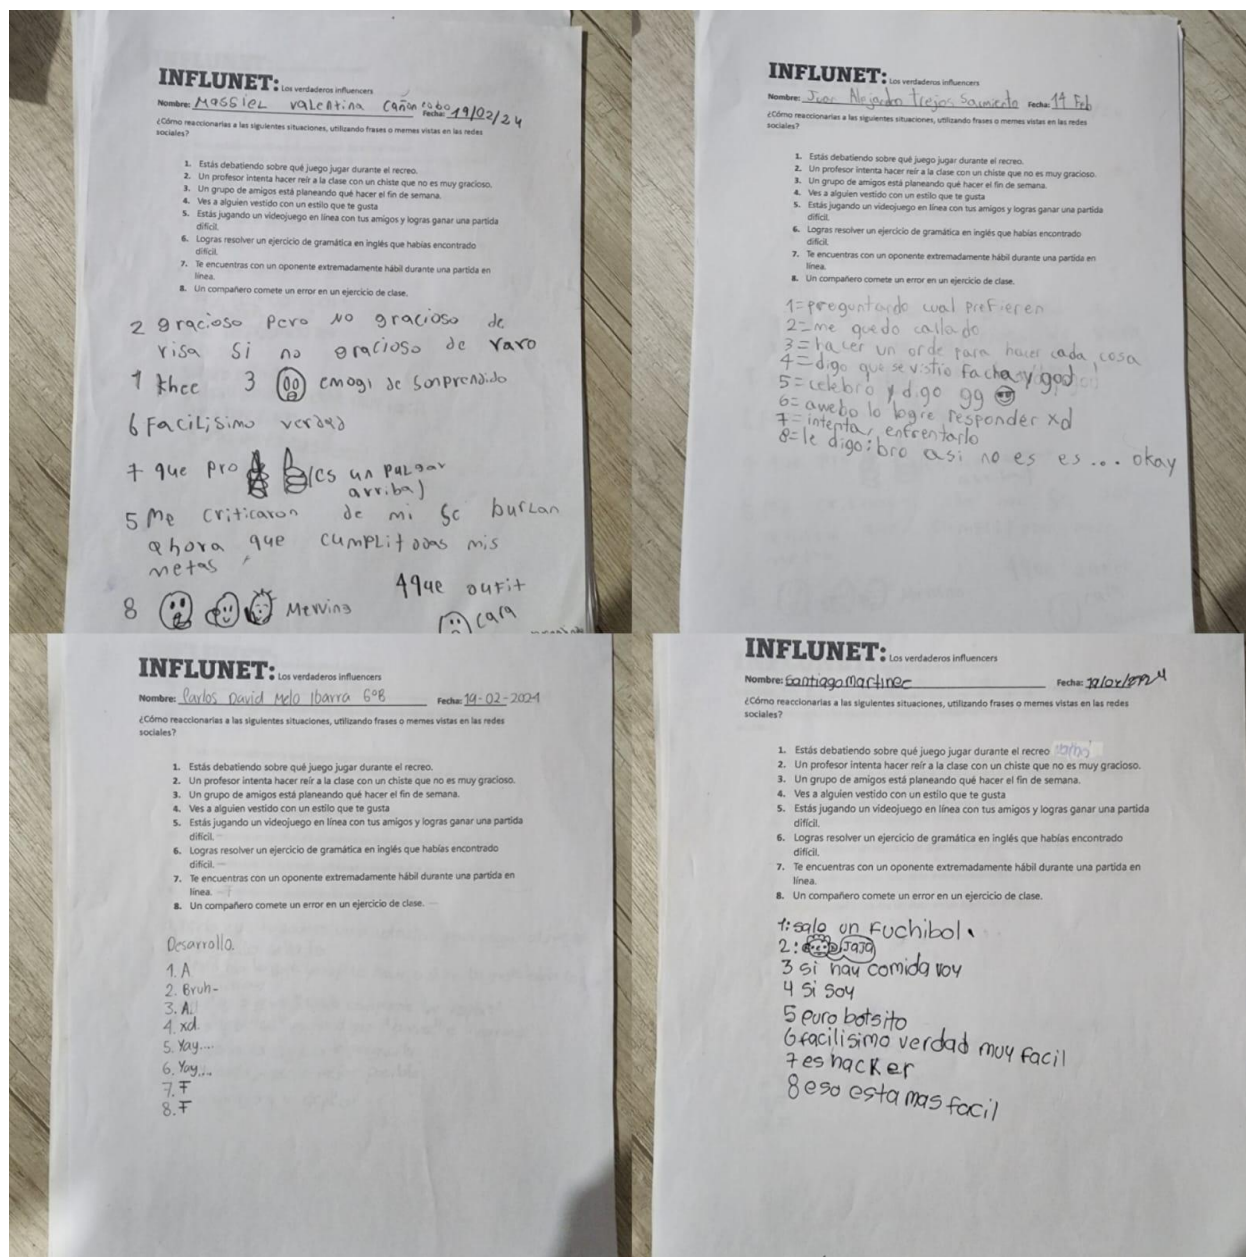 INFLUNET: Los verdaderos influencers
Nombre: Massiel valentina Cañon cobo Fecha: 19/02/24
¿Cómo reaccionarías a las siguientes situaciones, utilizando frases o memes vistas en las redes
sociales?
1. Estás debatiendo sobre qué juego jugar durante el recreo.
2. Un profesor intenta hacer reír a la clase con un chiste que no es muy gracioso.
3. Un grupo de amigos está planeando qué hacer el fin de semana.
4. Ves a alguien vestido con un estilo que te gusta
5. Estás jugando un videojuego en línea con tus amigos y logras ganar una partida
difícil.
6. Logras resolver un ejercicio de gramática en inglés que habías encontrado
difícil.
7. Te encuentras con un oponente extremadamente hábil durante una partida en
línea.
8. Un compañero comete un error en un ejercicio de clase.
2 gracioso pero no gracioso de
risa si no gracioso de raro
1 khee 3 emogi de sonprendido
6 Facilisimo verdad
7 que pro (es un pulgar
arriba)
5 Me criticaron de mi se burlan
ahora que cumpli todas mis
metas
4 que outfit
8 Mewing
cara
INFLUNET: Los verdaderos influencers
Nombre: Juan Alejandro trejos Sarmiento Fecha: 19 Feb
¿Cómo reaccionarías a las siguientes situaciones, utilizando frases o memes vistas en las redes
sociales?
1. Estás debatiendo sobre qué juego jugar durante el recreo.
2. Un profesor intenta hacer reír a la clase con un chiste que no es muy gracioso.
3. Un grupo de amigos está planeando qué hacer el fin de semana.
4. Ves a alguien vestido con un estilo que te gusta
5. Estás jugando un videojuego en línea con tus amigos y logras ganar una partida
difícil.
6. Logras resolver un ejercicio de gramática en inglés que habías encontrado
difícil.
7. Te encuentras con un oponente extremadamente hábil durante una partida en
línea.
8. Un compañero comete un error en un ejercicio de clase.
1=preguntando cual prefieren
2=me quedo callado
3=hacer un orde para hacer cada cosa
4=digo que se vistio facha y god
5=celebro y digo gg
6=awebo lo logre responder xd
7=intentar enfrentarlo
8=le digo: bro asi no es es... okay
INFLUNET: Los verdaderos influencers
Nombre: Carlos David Melo Ibarra 6°B Fecha: 19-02-2024
¿Cómo reaccionarías a las siguientes situaciones, utilizando frases o memes vistas en las redes
sociales?
1. Estás debatiendo sobre qué juego jugar durante el recreo.
2. Un profesor intenta hacer reír a la clase con un chiste que no es muy gracioso.
3. Un grupo de amigos está planeando qué hacer el fin de semana.
4. Ves a alguien vestido con un estilo que te gusta
5. Estás jugando un videojuego en línea con tus amigos y logras ganar una partida
difícil.
6. Logras resolver un ejercicio de gramática en inglés que habías encontrado
difícil.
7. Te encuentras con un oponente extremadamente hábil durante una partida en
línea.
8. Un compañero comete un error en un ejercicio de clase.
Desarrollo.
1. A
2. Bruh-
3. A.
4. xd.
5. Yay....
6. Yay...
7. F
8. F
INFLUNET: Los verdaderos influencers
Nombre: Santiago Martinez Fecha:
¿Cómo reaccionarías a las siguientes situaciones, utilizando frases o memes vistas en las redes
sociales?
1. Estás debatiendo sobre qué juego jugar durante el recreo
2. Un profesor intenta hacer reír a la clase con un chiste que no es muy gracioso.
3. Un grupo de amigos está planeando qué hacer el fin de semana.
4. Ves a alguien vestido con un estilo que te gusta
5. Estás jugando un videojuego en línea con tus amigos y logras ganar una partida
difícil.
6. Logras resolver un ejercicio de gramática en inglés que habías encontrado
difícil.
7. Te encuentras con un oponente extremadamente hábil durante una partida en
línea.
8. Un compañero comete un error en un ejercicio de clase.
1: sale un Fuchibol.
2: JaJa
3 si hay comida voy
4 si soy
5 puro botsito
6 facilisimo verdad muy facil
7 es hacker
8 eso esta mas facil